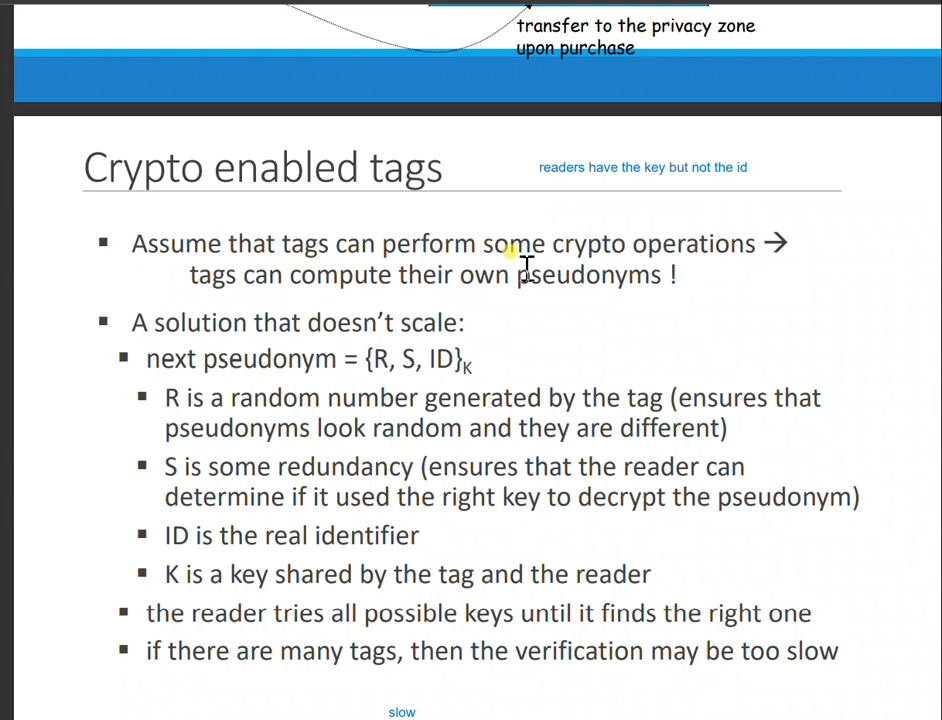 transfer to the privacy zone
upon purchase
Crypto enabled tags
readers have the key but not the id
▪ Assume that tags can perform some crypto operations →
tags can compute their own pseudonyms !
▪ A solution that doesn’t scale:
▪ next pseudonym = {R, S, ID}K
▪ R is a random number generated by the tag (ensures that
pseudonyms look random and they are different)
▪ S is some redundancy (ensures that the reader can
determine if it used the right key to decrypt the pseudonym)
▪ ID is the real identifier
▪ K is a key shared by the tag and the reader
▪ the reader tries all possible keys until it finds the right one
▪ if there are many tags, then the verification may be too slow
slow